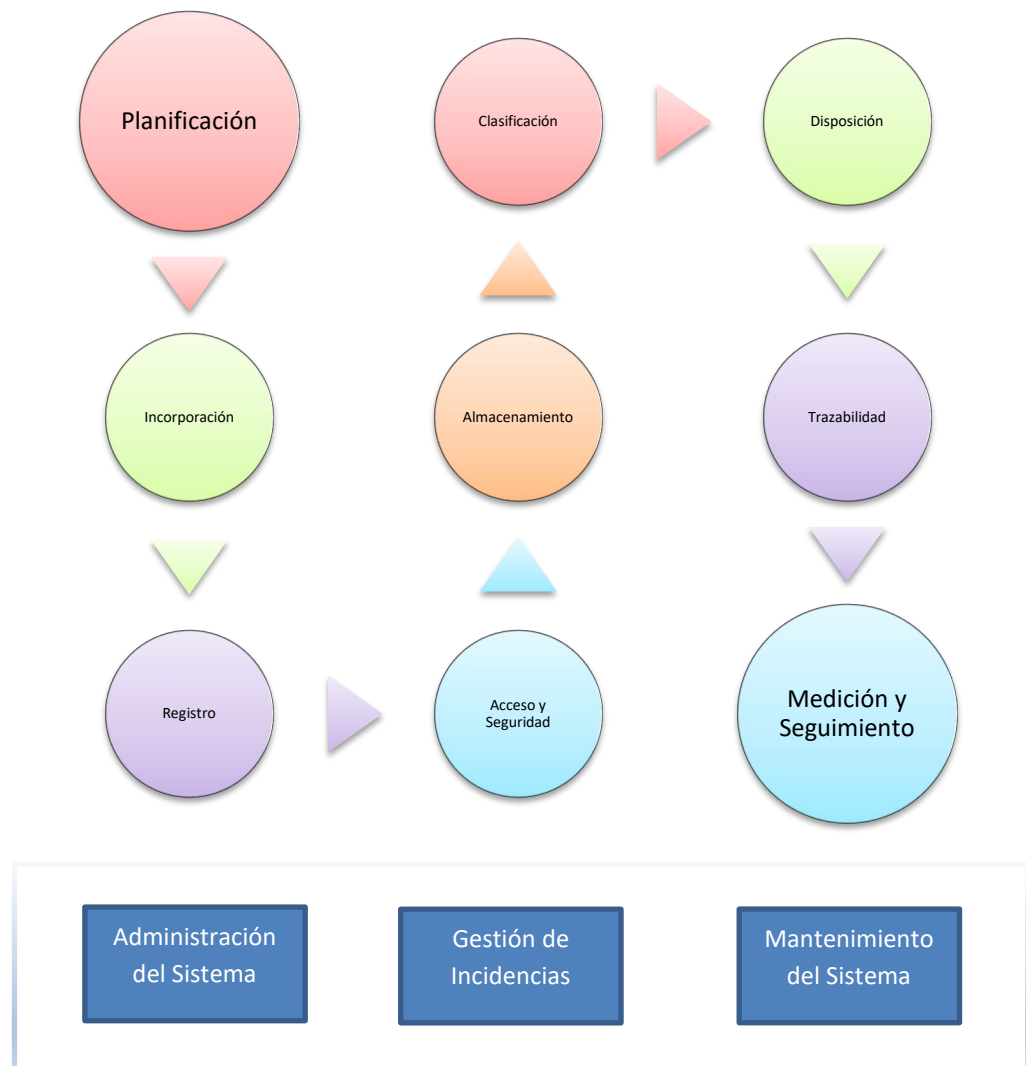 Planificación
Clasificación
Disposición
Incorporación
Almacenamiento
Trazabilidad
Registro
Acceso y
Seguridad
Medición y
Seguimiento
Administración
del Sistema
Gestión de
Incidencias
Mantenimiento
del Sistema